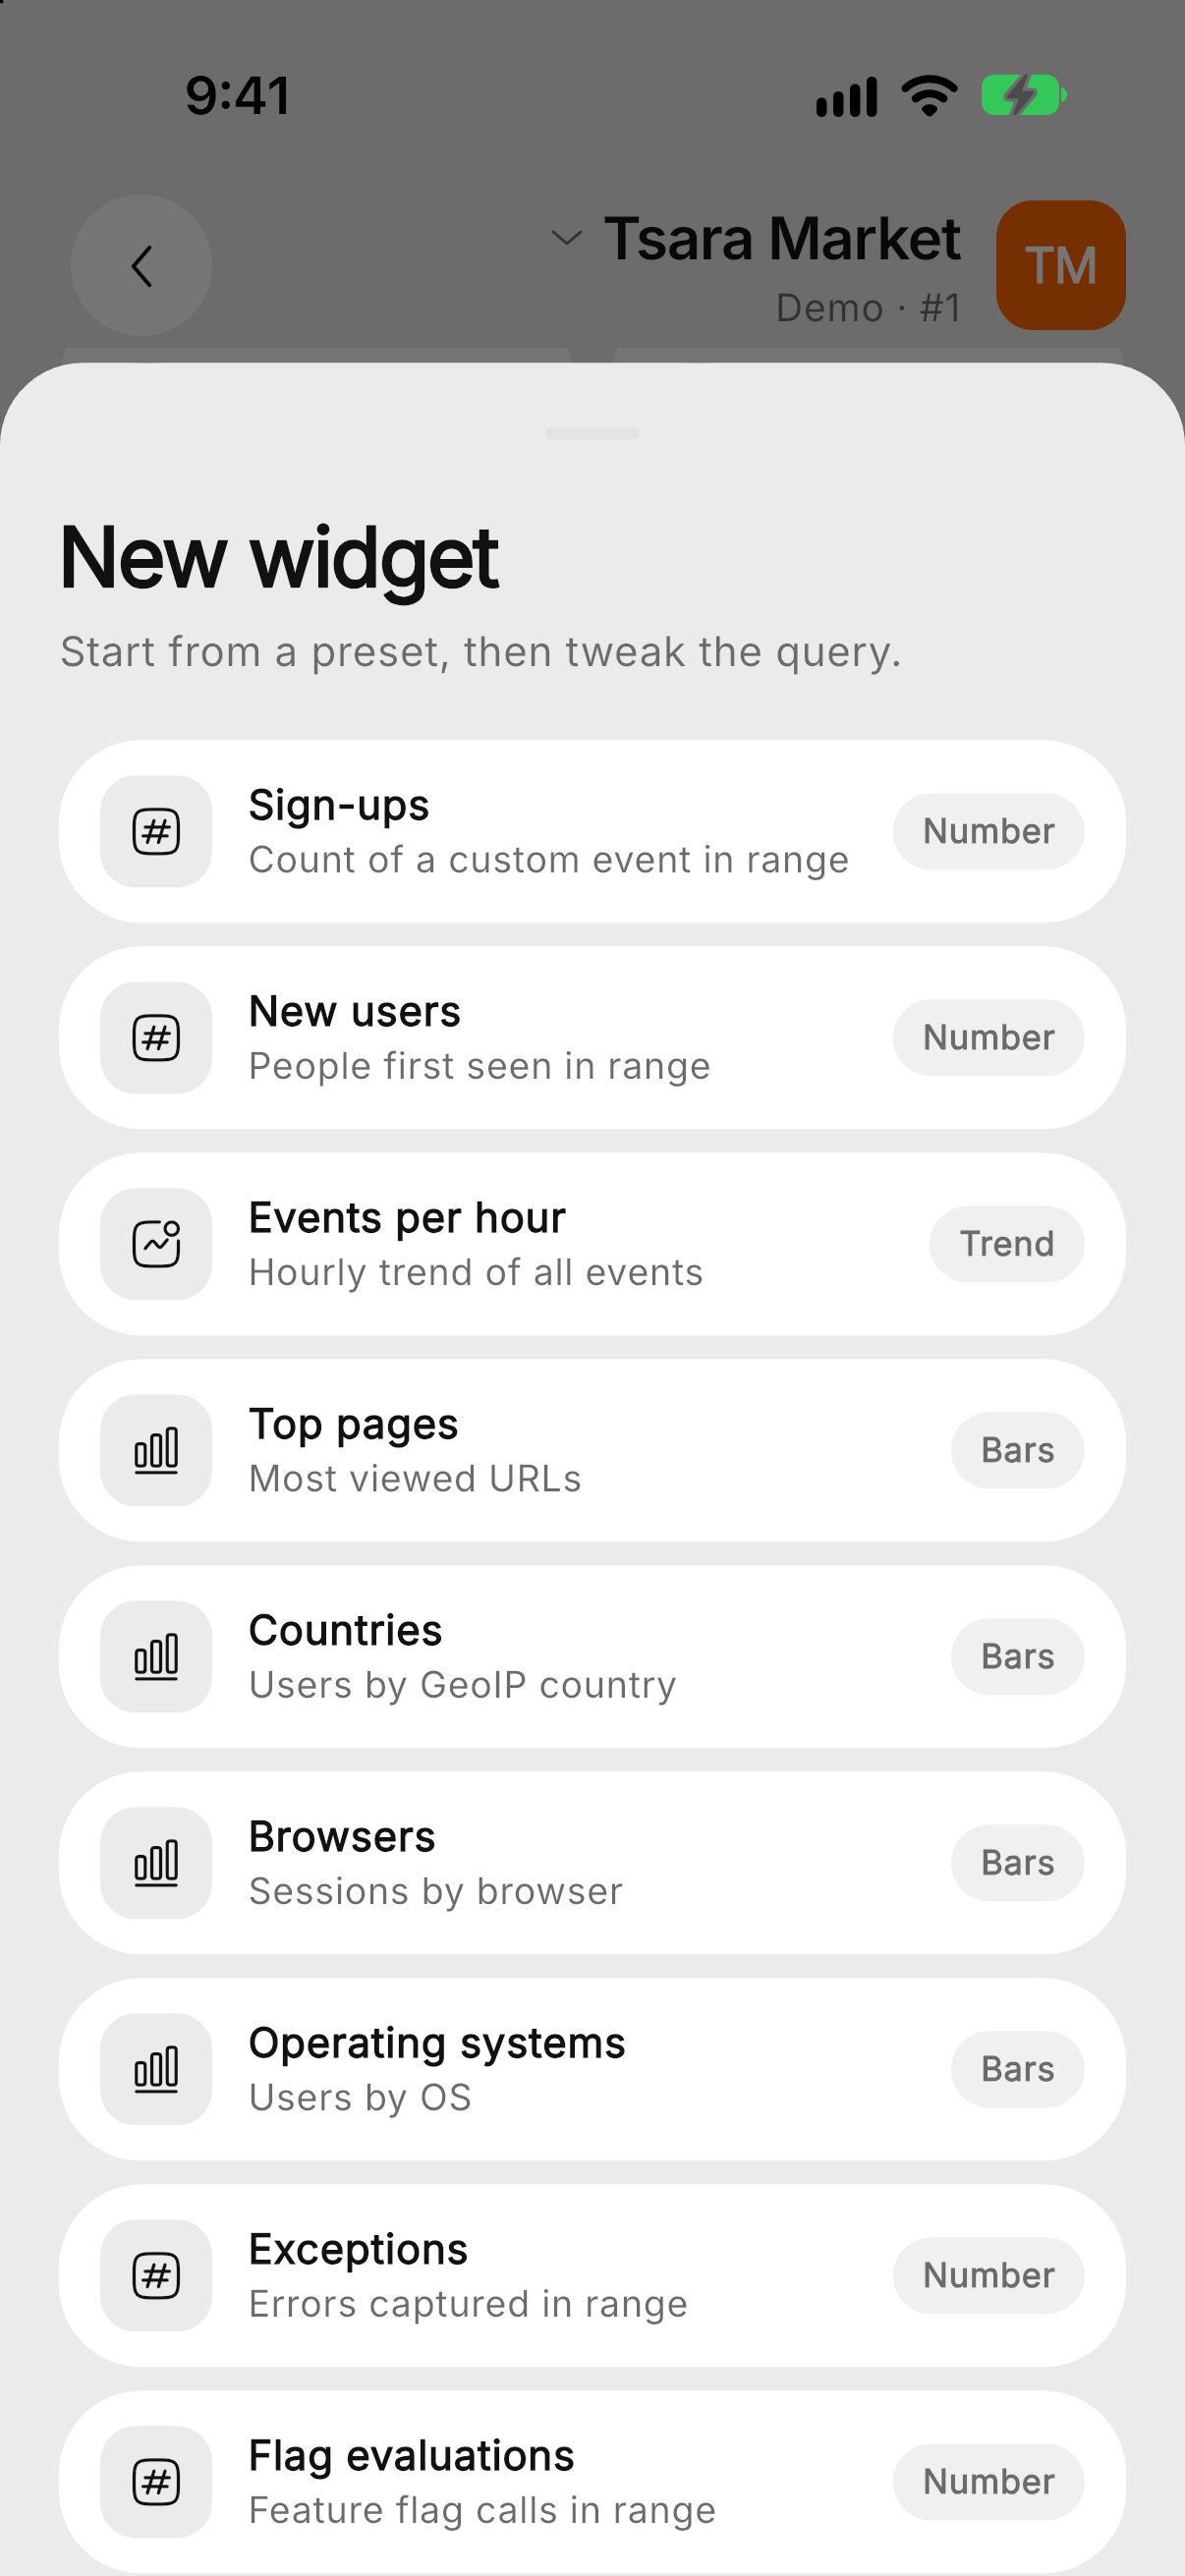 9:41
Tsara Market
TM
Demo · #1
New widget
Start from a preset, then tweak the query.
Sign-ups
Count of a custom event in range
Number
New users
People first seen in range
Number
Events per hour
Hourly trend of all events
Trend
Top pages
Most viewed URLs
Bars
Countries
Users by GeoIP country
Bars
Browsers
Sessions by browser
Bars
Operating systems
Users by OS
Bars
Exceptions
Errors captured in range
Number
Flag evaluations
Feature flag calls in range
Number